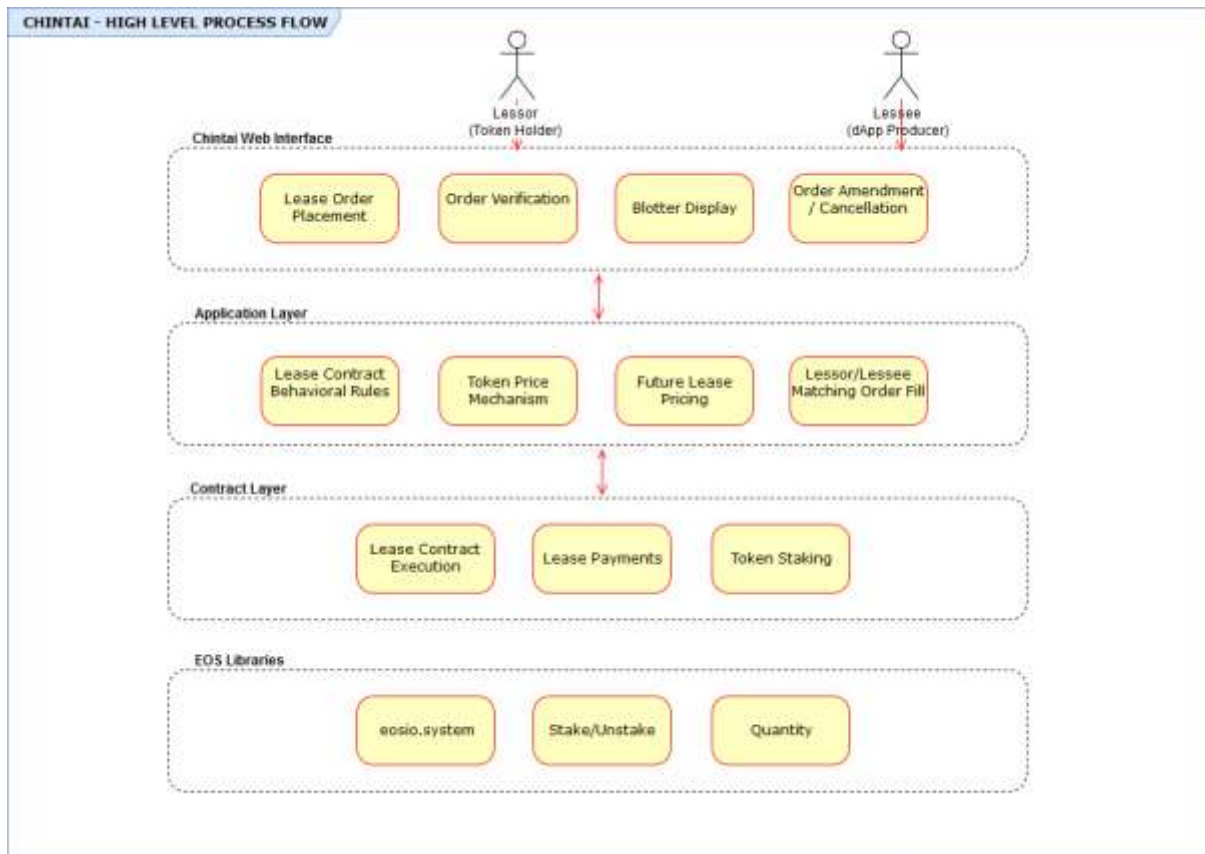 CHINTAI - HIGH LEVEL PROCESS FLOW
Lessor
(Token Holder)
Lessee
(dApp Producer)
Chintai Web Interface
Lease Order
Placement
Order Verification
Blotter Display
Order Amendment
/ Cancellation
Application Layer
Lease Contract
Behavioral Rules
Token Price
Mechanism
Future Lease
Pricing
Lessor/Lessee
Matching Order Fill
Contract Layer
Lease Contract
Execution
Lease Payments
Token Staking
EOS Libraries
eosio.system
Stake/Unstake
Quantity